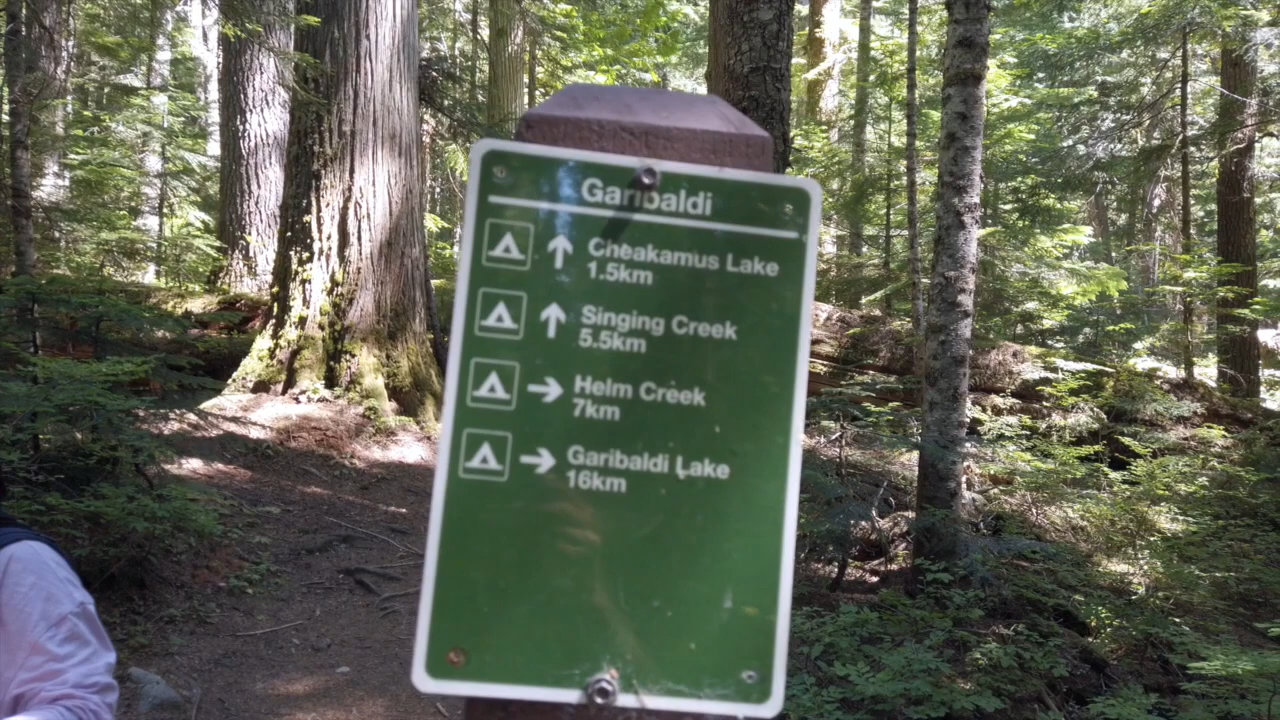 Garibaldi
Cheakamus Lake
1.5km
Singing Creek
5.5km
Helm Creek
7km
Garibaldi Lake
16km